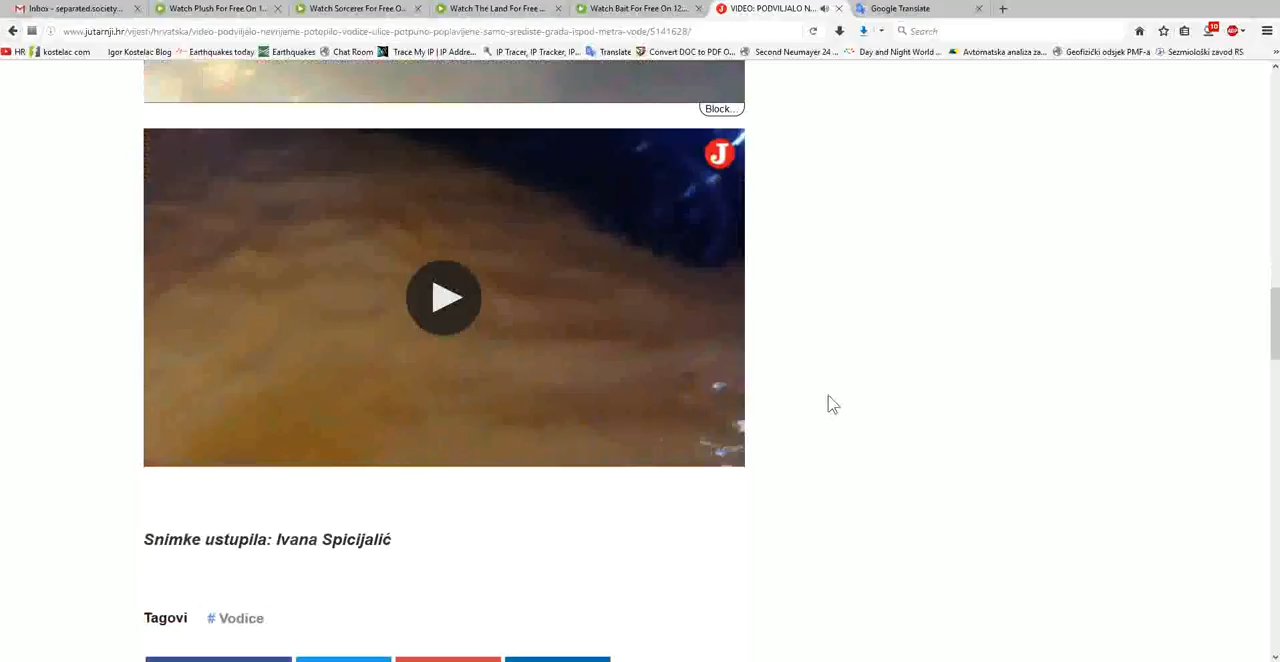 Inbox - separated.society...
Watch Plush For Free On 1...
Watch Sorcerer For Free O...
Watch The Land For Free ...
Watch Bait For Free On 12...
VIDEO: PODIVLJALO N...
Google Translate
www.jutarnji.hr/vijesti/hrvatska/video-podivljalo-nevrijeme-potopilo-vodice-ulice-potpuno-poplavljene-samo-srediste-grada-ispod-metra-vode/5141628/
Search
10
ABP
HR
kostelac.com
Igor Kostelac Blog
Earthquakes today
Earthquakes
Chat Room
Trace My IP | IP Addre...
IP Tracer, IP Tracker, IP...
Translate
Convert DOC to PDF O...
Second Neumayer 24 ...
Day and Night World ...
Avtomatska analiza za...
Geofizički odsjek PMF-a
Seizmološki zavod RS
Block...
J
Snimke ustupila: Ivana Spicijalić
Tagovi # Vodice